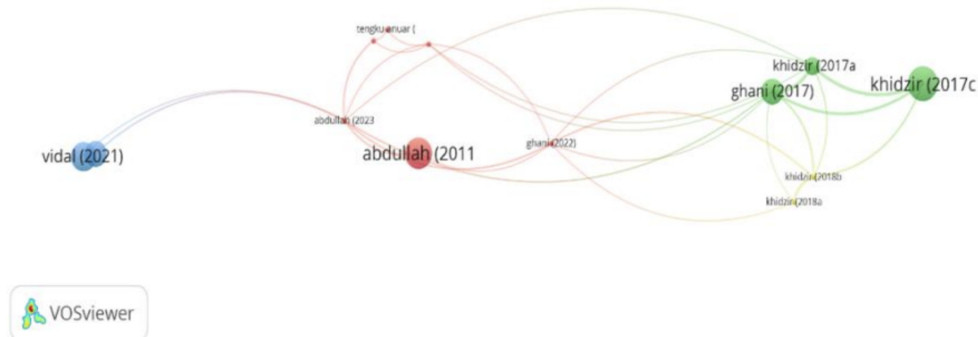 tengku anuar (
khidzir (2017a
khidzir (2017c
ghani (2017)
abdullah (2023
ghani (2022)
vidal (2021)
abdullah (2011
khidzir (2018b
khidzir (2018a
VOSviewer